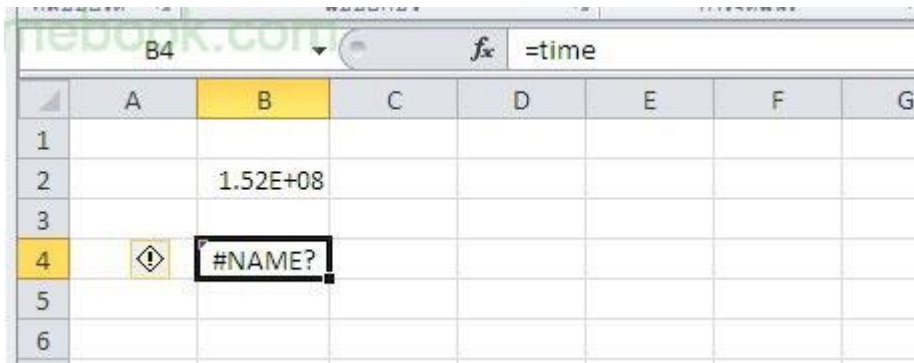 mebook.com
B4 fx =time
A B C D E F G
1
2 1.52E+08
3
4 #NAME?
5
6